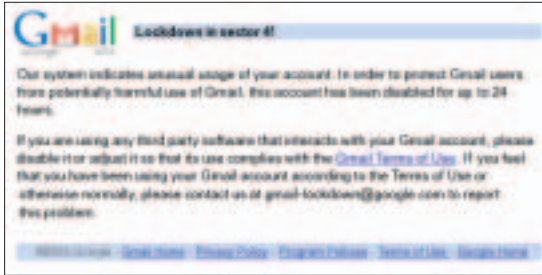 Gmail
Lockdown in sector 4!
Our system indicates unusual usage of your account. In order to protect Gmail users
from potentially harmful use of Gmail, this account has been disabled for up to 24
hours.
If you are using any third party software that interacts with your Gmail account, please
disable it or adjust it so that its use complies with the Gmail Terms of Use. If you feel
that you have been using your Gmail account according to the Terms of Use or
otherwise normally, please contact us at gmail-lockdown@google.com to report
this problem.
Google - Gmail Home - Privacy Policy - Program Policies - Terms of Use - Google Home